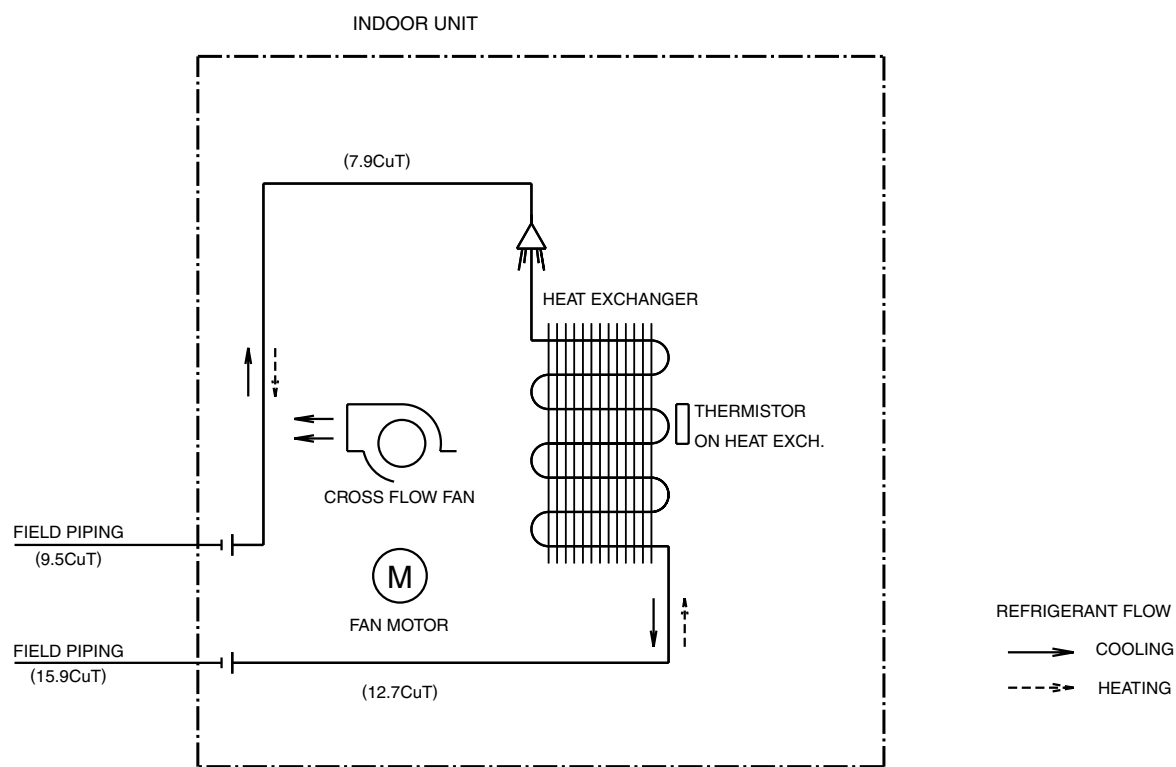 INDOOR UNIT
(7.9CuT)
HEAT EXCHANGER
THERMISTOR
ON HEAT EXCH.
CROSS FLOW FAN
FIELD PIPING
(9.5CuT)
M
FAN MOTOR
FIELD PIPING
(15.9CuT)
(12.7CuT)
REFRIGERANT FLOW
COOLING
HEATING